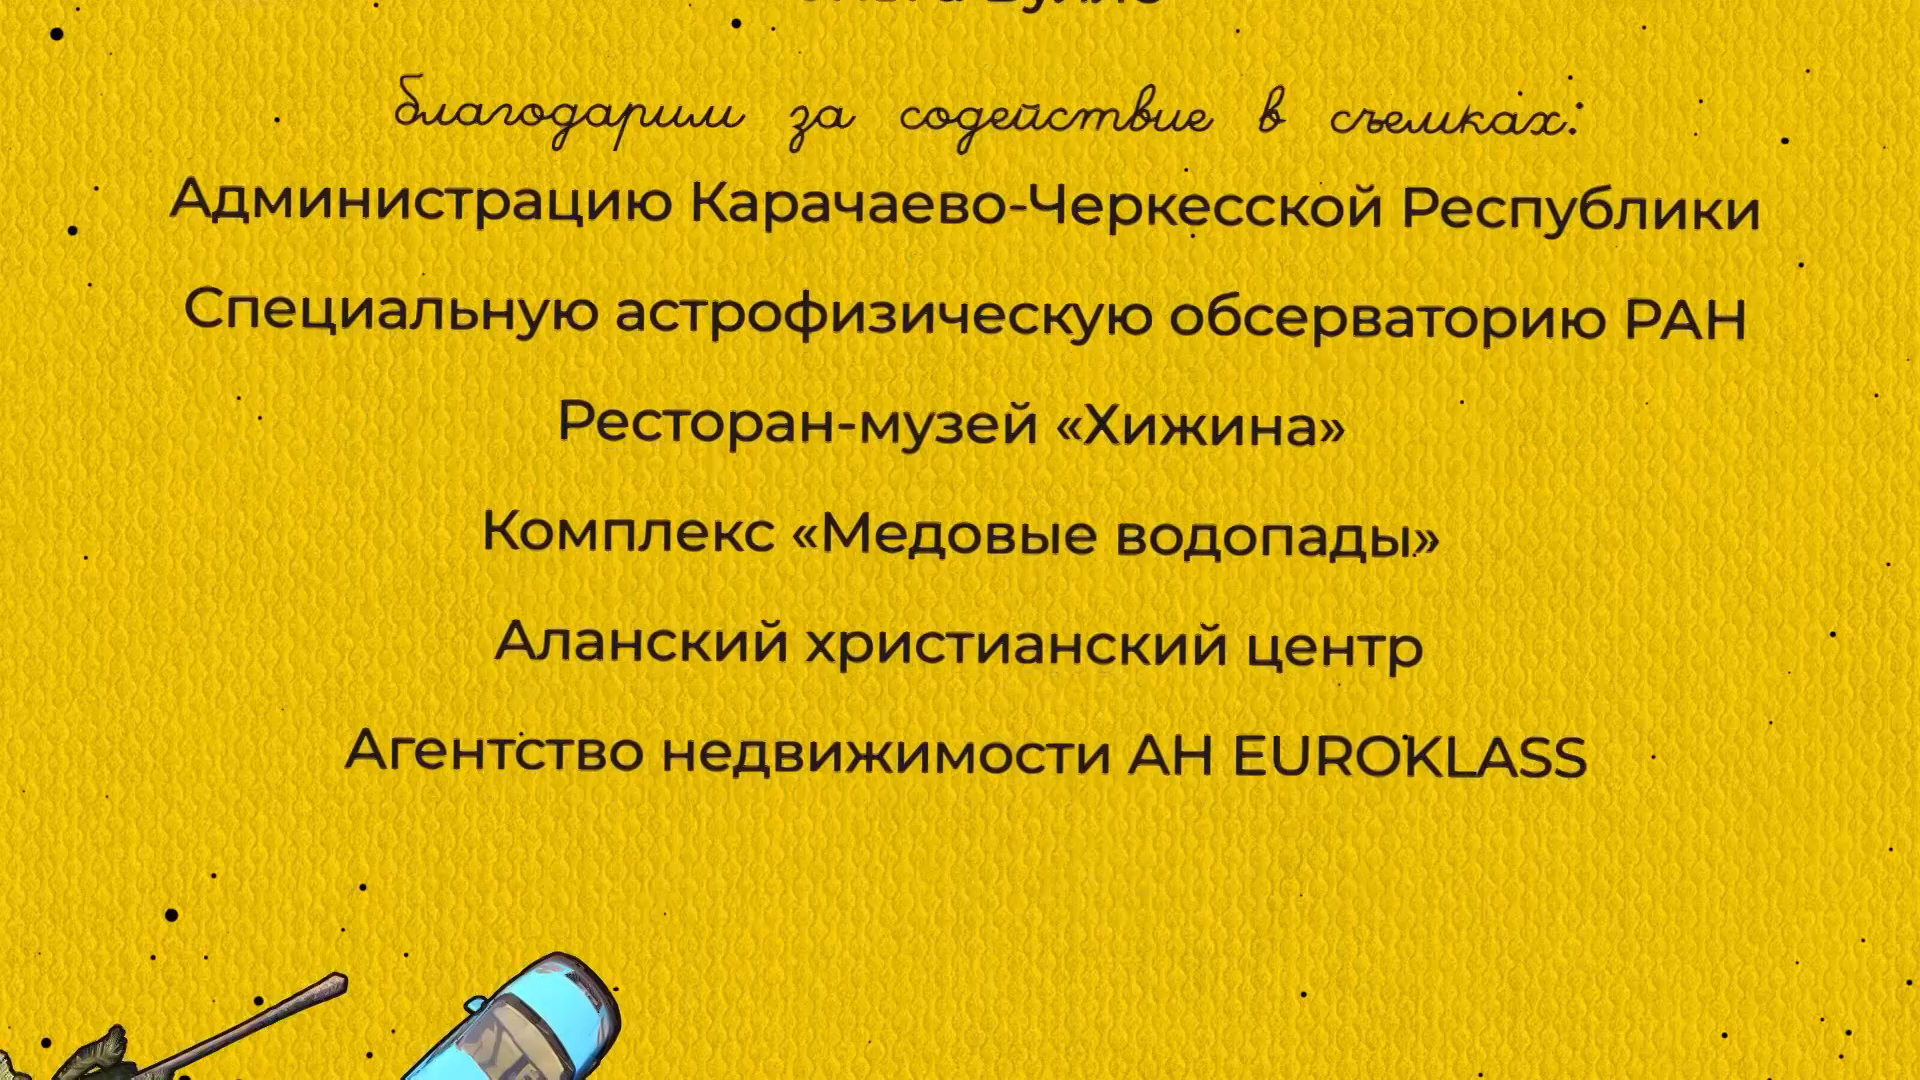 благодарим за содействие в съемках:
Администрацию Карачаево-Черкесской Республики
Специальную астрофизическую обсерваторию РАН
Ресторан-музей «Хижина»
Комплекс «Медовые водопады»
Аланский христианский центр
Агентство недвижимости АН EUROKLASS